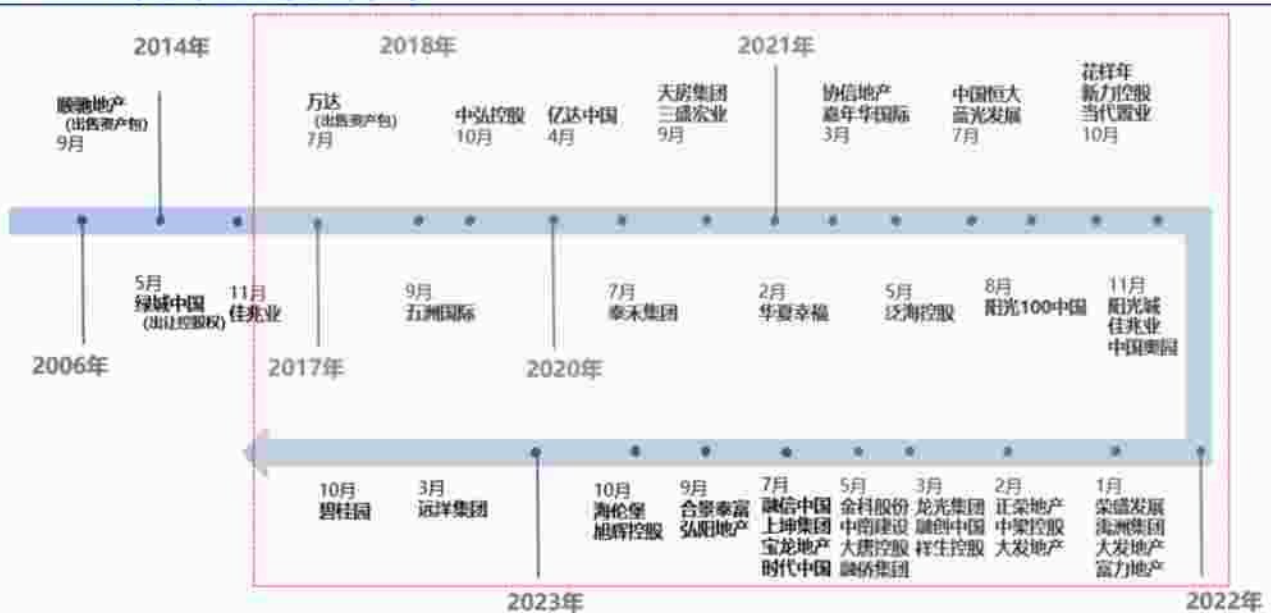 2014年
2018年
2021年
顺驰地产
(出售资产包)
9月
万达
(出售资产包)
7月
中弘控股
10月
亿达中国
4月
天房集团
三盛宏业
9月
协信地产
嘉年华国际
3月
中国恒大
蓝光发展
7月
花样年
新力控股
当代置业
10月
5月
绿城中国
(出让控股权)
11月
佳兆业
9月
五洲国际
7月
泰禾集团
2月
华夏幸福
5月
泛海控股
8月
阳光100中国
11月
阳光城
佳兆业
中国奥园
2006年
2017年
2020年
10月
碧桂园
3月
远洋集团
10月
海伦堡
旭辉控股
9月
合景泰富
弘阳地产
7月
融信中国
上坤集团
宝龙地产
时代中国
5月
金科股份
中南建设
大唐控股
融侨集团
3月
龙光集团
融创中国
祥生控股
2月
正荣地产
中梁控股
大发地产
1月
荣盛发展
禹洲集团
大发地产
富力地产
2023年
2022年